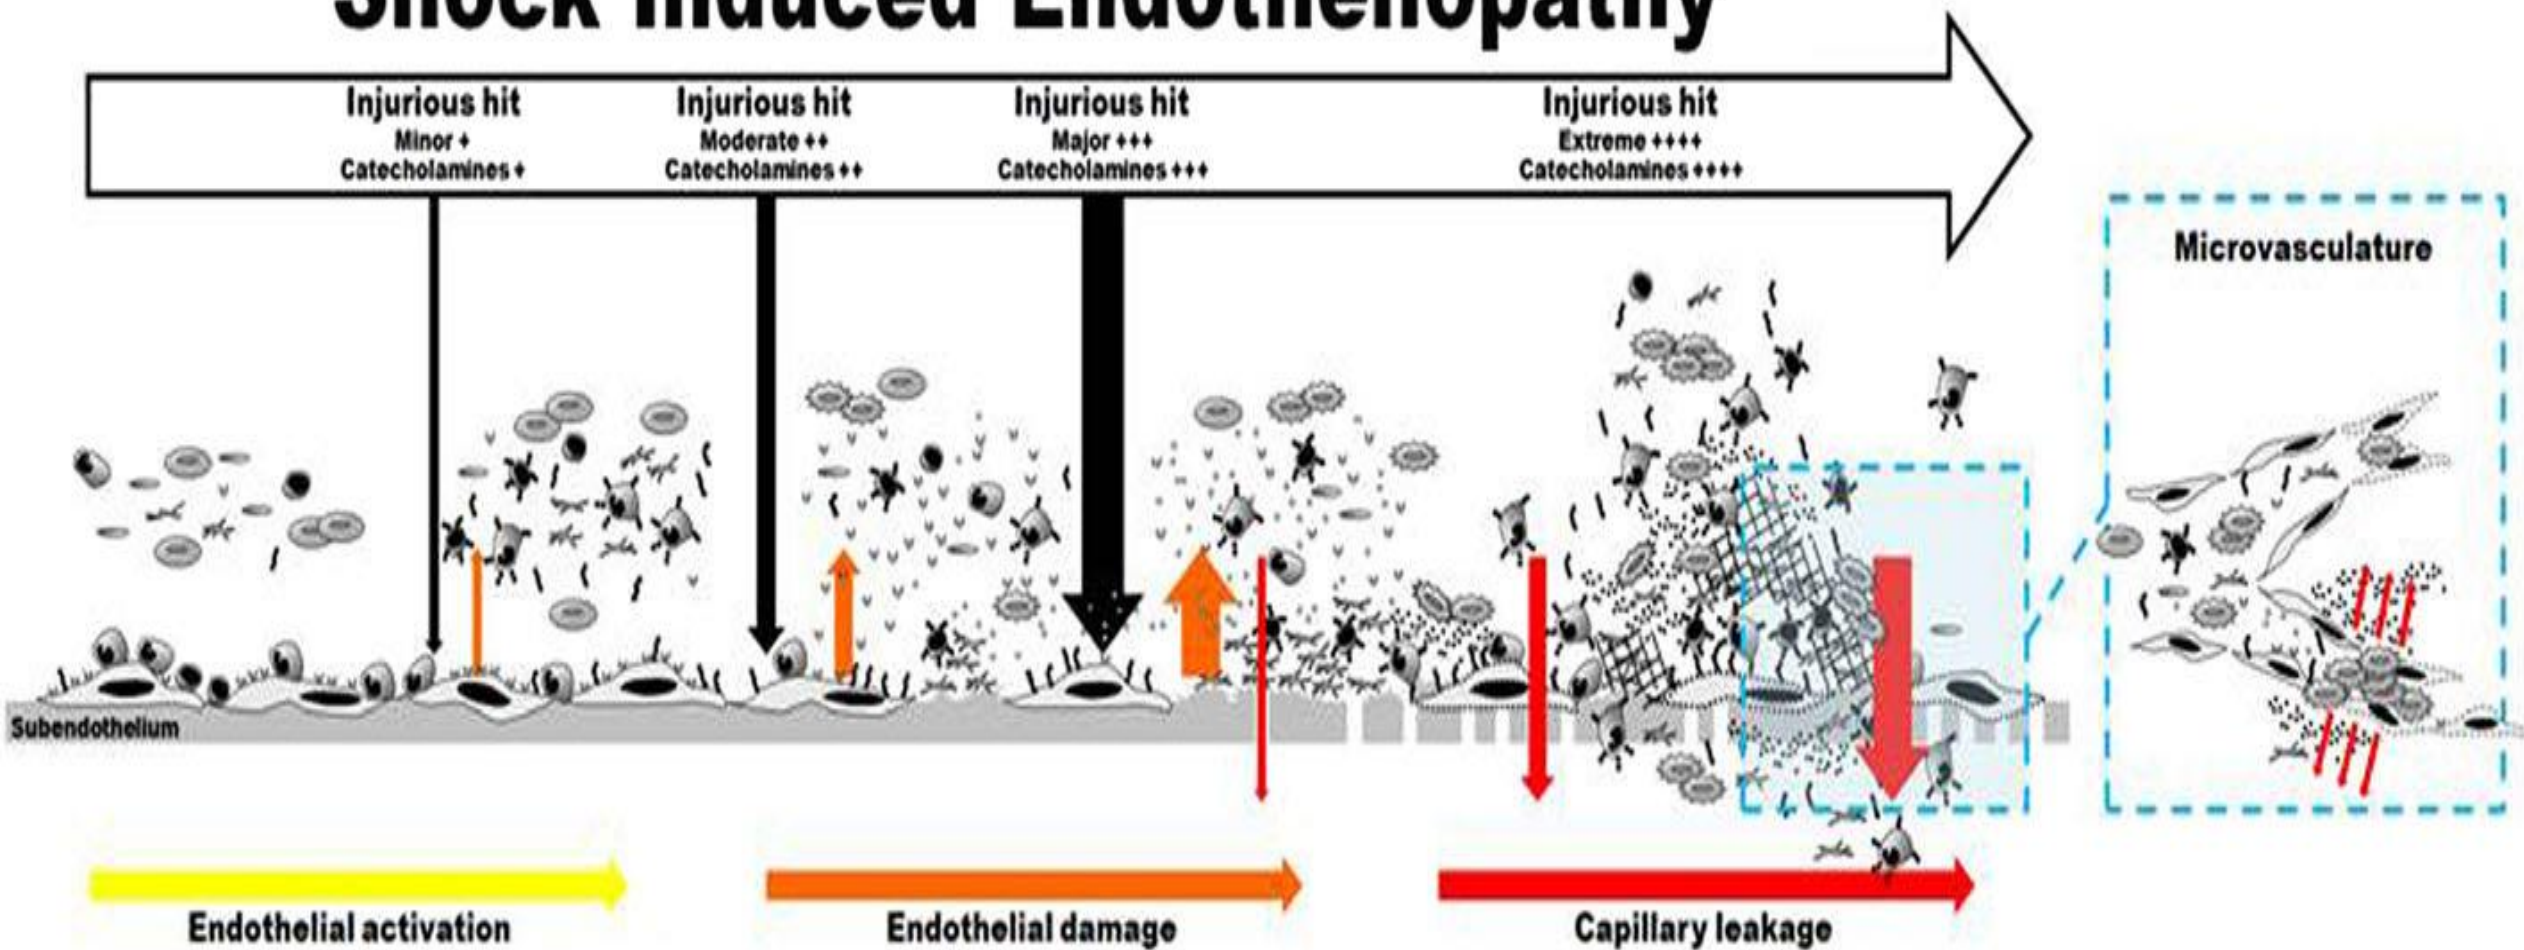 Shock Induced Endotheliopathy
Injurious hit
Minor +
Catecholamines +
Injurious hit
Moderate ++
Catecholamines ++
Injurious hit
Major +++
Catecholamines +++
Injurious hit
Extreme ++++
Catecholamines ++++
Microvasculature
Subendothelium
Endothelial activation
Endothelial damage
Capillary leakage